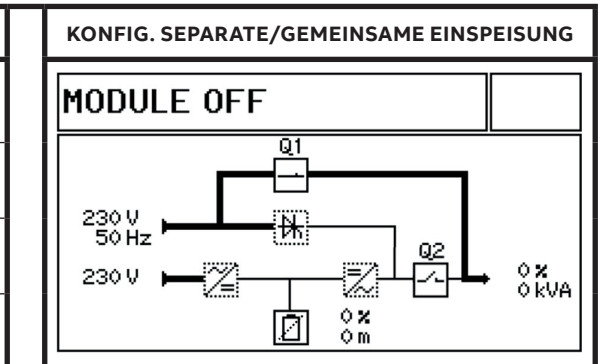 KONFIG. SEPARATE/GEMEINSAME EINSPEISUNG
MODULE OFF
Q1
230 V
50 Hz
Q2
230 V
0 %
0 kVA
0 %
0 m